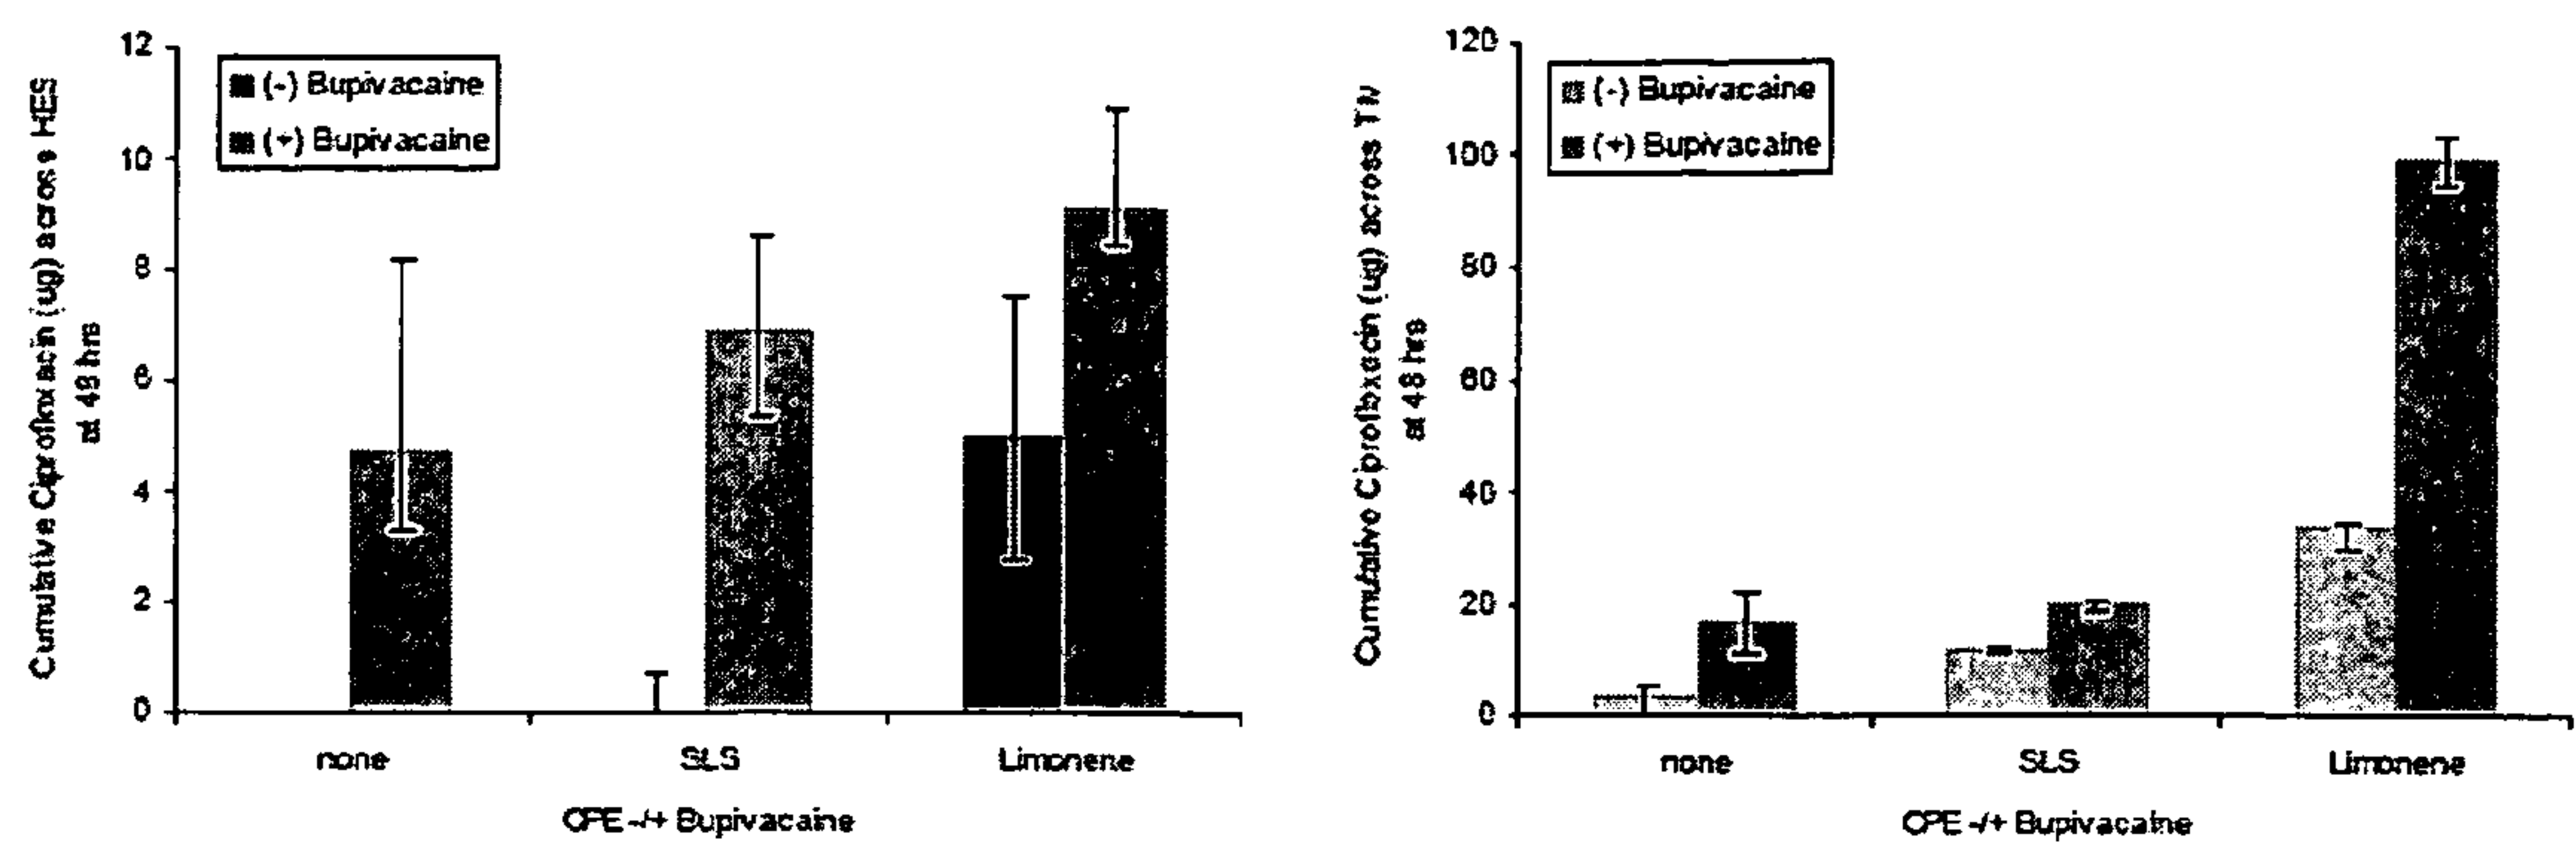 Cumulative Ciprofloxacin (ug) across HES
at 48 hrs
12
10
8
6
4
2
0
(-) Bupivacaine
(+) Bupivacaine
none
SLS
Limonene
CPE -/+ Bupivacaine
Cumulative Ciprofloxacin (ug) across TM
at 48 hrs
120
100
80
60
40
20
0
(-) Bupivacaine
(+) Bupivacaine
none
SLS
Limonene
CPE -/+ Bupivacaine